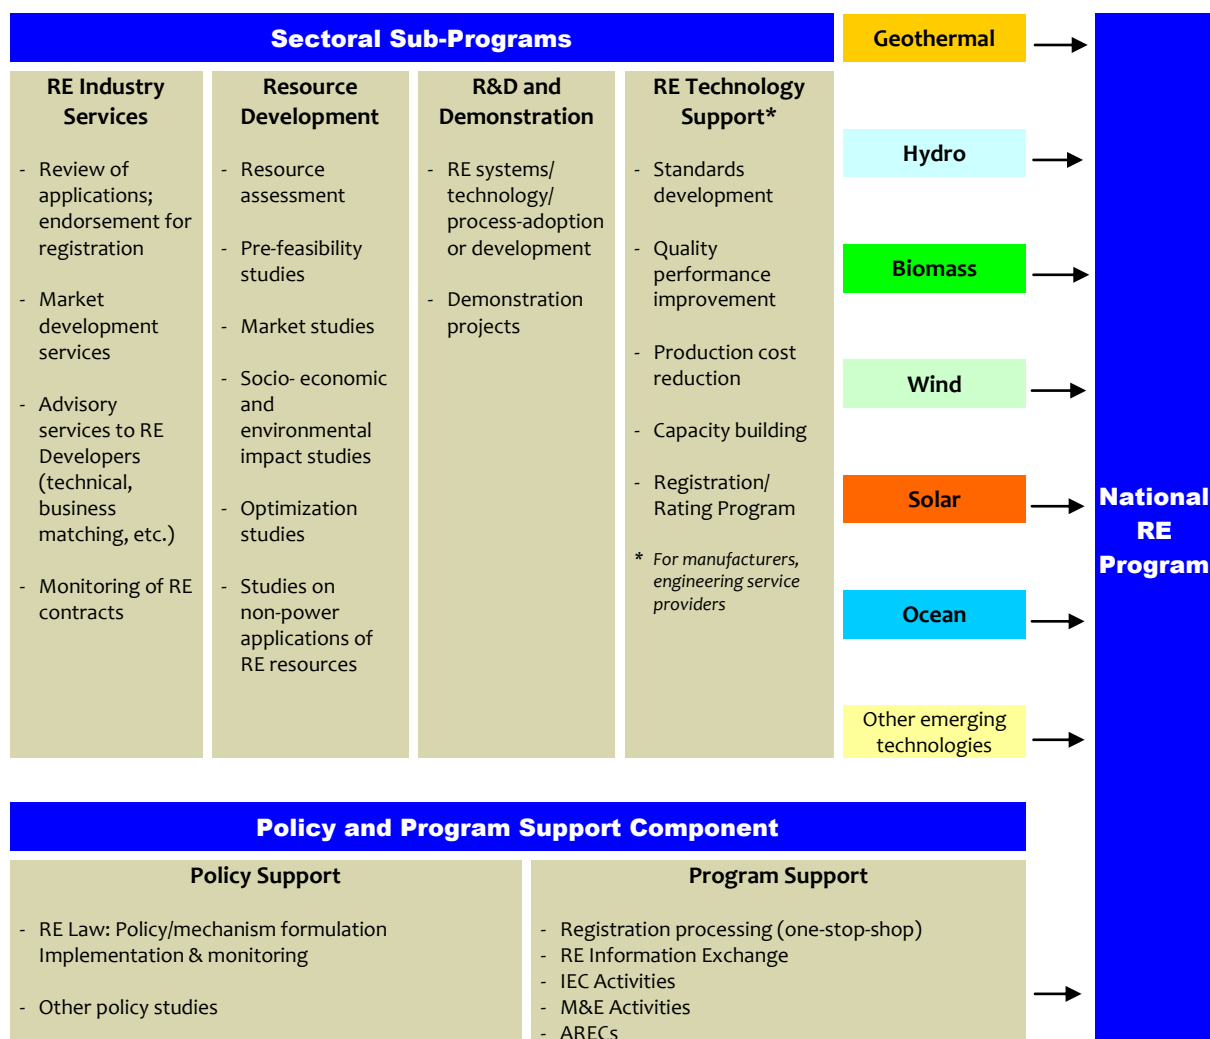 Sectoral Sub-Programs
RE Industry
Services
- Review of
applications;
endorsement for
registration
- Market
development
services
- Advisory
services to RE
Developers
(technical,
business
matching, etc.)
- Monitoring of RE
contracts
Resource
Development
- Resource
assessment
- Pre-feasibility
studies
- Market studies
- Socio- economic
and
environmental
impact studies
- Optimization
studies
- Studies on
non-power
applications of
RE resources
R&D and
Demonstration
- RE systems/
technology/
process-adoption
or development
- Demonstration
projects
RE Technology
Support*
- Standards
development
- Quality
performance
improvement
- Production cost
reduction
- Capacity building
- Registration/
Rating Program
* For manufacturers,
engineering service
providers
Geothermal
Hydro
Biomass
Wind
Solar
Ocean
Other emerging
technologies
National
RE
Program
Policy and Program Support Component
Policy Support
- RE Law: Policy/mechanism formulation
Implementation & monitoring
- Other policy studies
Program Support
- Registration processing (one-stop-shop)
- RE Information Exchange
- IEC Activities
- M&E Activities
- ARECs